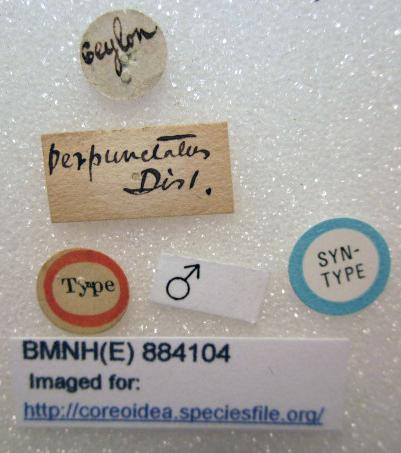 Ceylon
perpunctatus
Dist.
Type
♂
SYN-
TYPE
BMNH(E) 884104
Imaged for:
http://coreoidea.speciesfile.org/